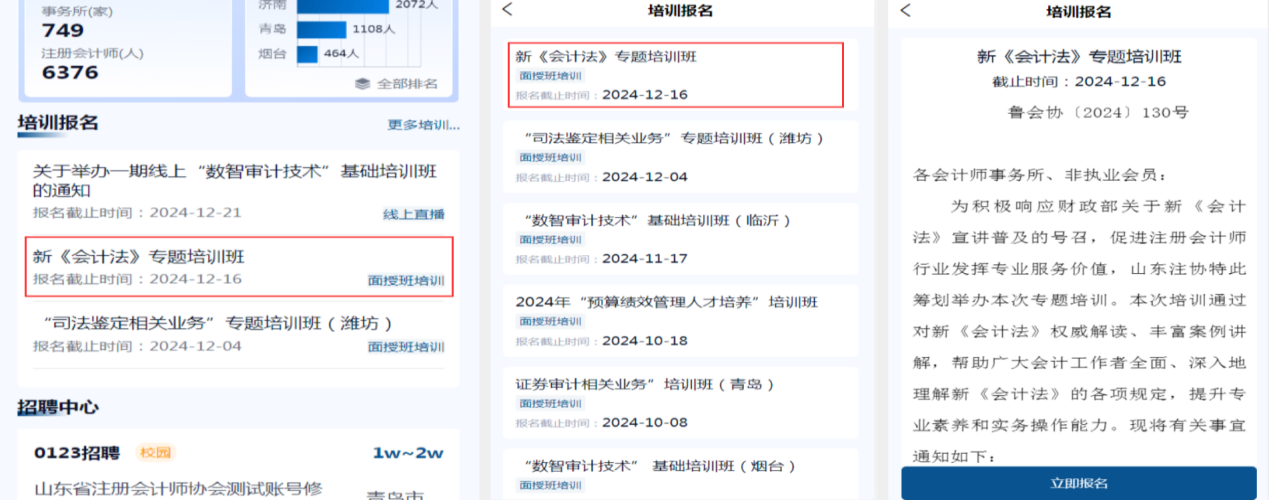 事务所(家)
749
注册会计师(人)
6376
济南
2072人
青岛
1108人
烟台
464人
全部排名
培训报名
更多培训...
关于举办一期线上“数智审计技术”基础培训班
的通知
报名截止时间：2024-12-21
线上直播
新《会计法》专题培训班
报名截止时间：2024-12-16
面授班培训
“司法鉴定相关业务”专题培训班（潍坊）
报名截止时间：2024-12-04
面授班培训
招聘中心
0123招聘 校园
1w~2w
山东省注册会计师协会测试账号修
青岛市
培训报名
新《会计法》专题培训班
面授班培训
报名截止时间：2024-12-16
“司法鉴定相关业务”专题培训班（潍坊）
面授班培训
报名截止时间：2024-12-04
“数智审计技术”基础培训班（临沂）
面授班培训
报名截止时间：2024-11-17
2024年“预算绩效管理人才培养”培训班
面授班培训
报名截止时间：2024-10-18
证券审计相关业务”培训班（青岛）
面授班培训
报名截止时间：2024-10-08
“数智审计技术” 基础培训班（烟台）
面授班培训
培训报名
新《会计法》专题培训班
截止时间：2024-12-16
鲁会协〔2024〕130号
各会计师事务所、非执业会员：
为积极响应财政部关于新《会计
法》宣讲普及的号召，促进注册会计师
行业发挥专业服务价值，山东注协特此
筹划举办本次专题培训。本次培训通过
对新《会计法》权威解读、丰富案例讲
解，帮助广大会计工作者全面、深入地
理解新《会计法》的各项规定，提升专
业素养和实务操作能力。现将有关事宜
通知如下：
立即报名